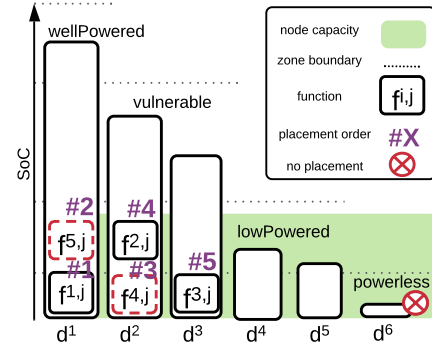 wellPowered
vulnerable
lowPowered
powerless
SoC
#2
#4
f5,j
f2,j
#1
#3
#5
f1,j
f4,j
f3,j
d1
d2
d3
d4
d5
d6
node capacity
zone boundary
function
fi,j
placement order
#X
no placement